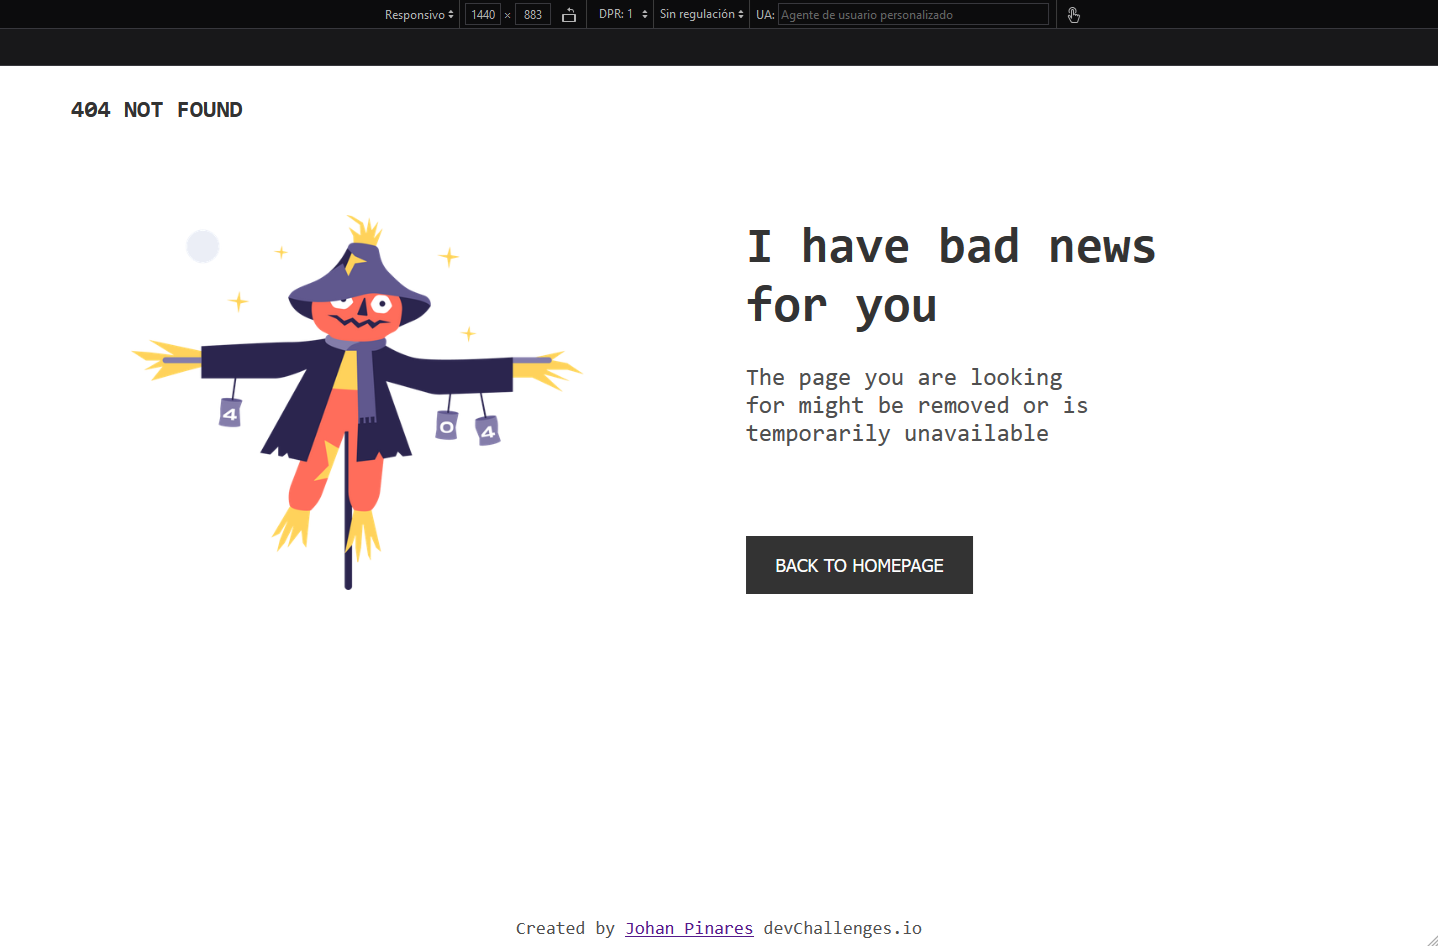 Responsivo 1440 × 883 DPR: 1 Sin regulación UA: Agente de usuario personalizado
404 NOT FOUND
I have bad news
for you
The page you are looking
for might be removed or is
temporarily unavailable
4 0 4
BACK TO HOMEPAGE
Created by Johan Pinares devChallenges.io